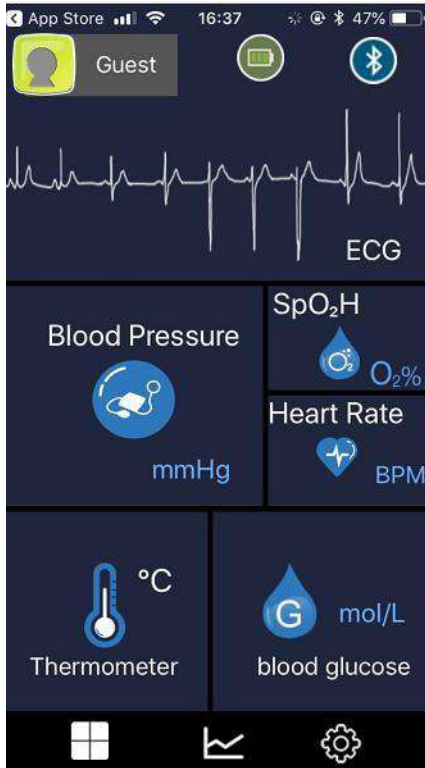 App Store 16:37 47%
Guest
ECG
Blood Pressure
mmHg
SpO₂H
O₂
O₂%
Heart Rate
BPM
°C
Thermometer
G mol/L
blood glucose